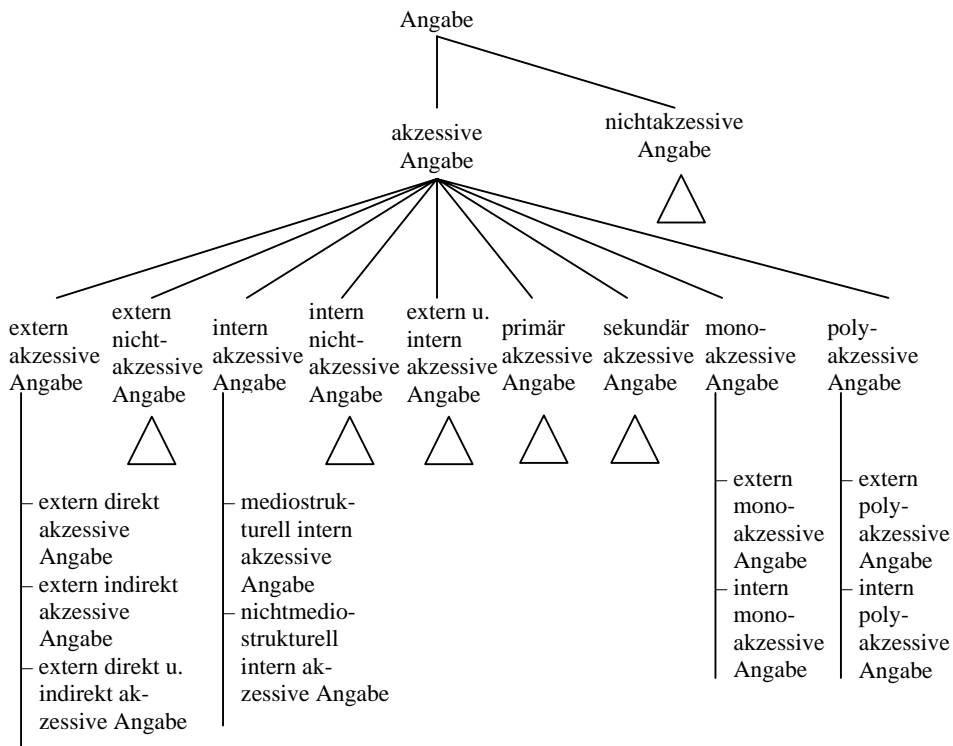 Angabe
akzessive
Angabe
nichtakzessive
Angabe
extern
akzessive
Angabe
extern
nicht-
akzessive
Angabe
intern
akzessive
Angabe
intern
nicht-
akzessive
Angabe
extern u.
intern
akzessive
Angabe
primär
akzessive
Angabe
sekundär
akzessive
Angabe
mono-
akzessive
Angabe
poly-
akzessive
Angabe
– extern direkt
akzessive
Angabe
– extern indirekt
akzessive
Angabe
– extern direkt u.
indirekt ak-
zessive Angabe
– mediostruk-
turell intern
akzessive
Angabe
– nichtmedio-
strukturell
intern ak-
zessive Angabe
– extern
mono-
akzessive
Angabe
– intern
mono-
akzessive
Angabe
– extern
poly-
akzessive
Angabe
– intern
poly-
akzessive
Angabe